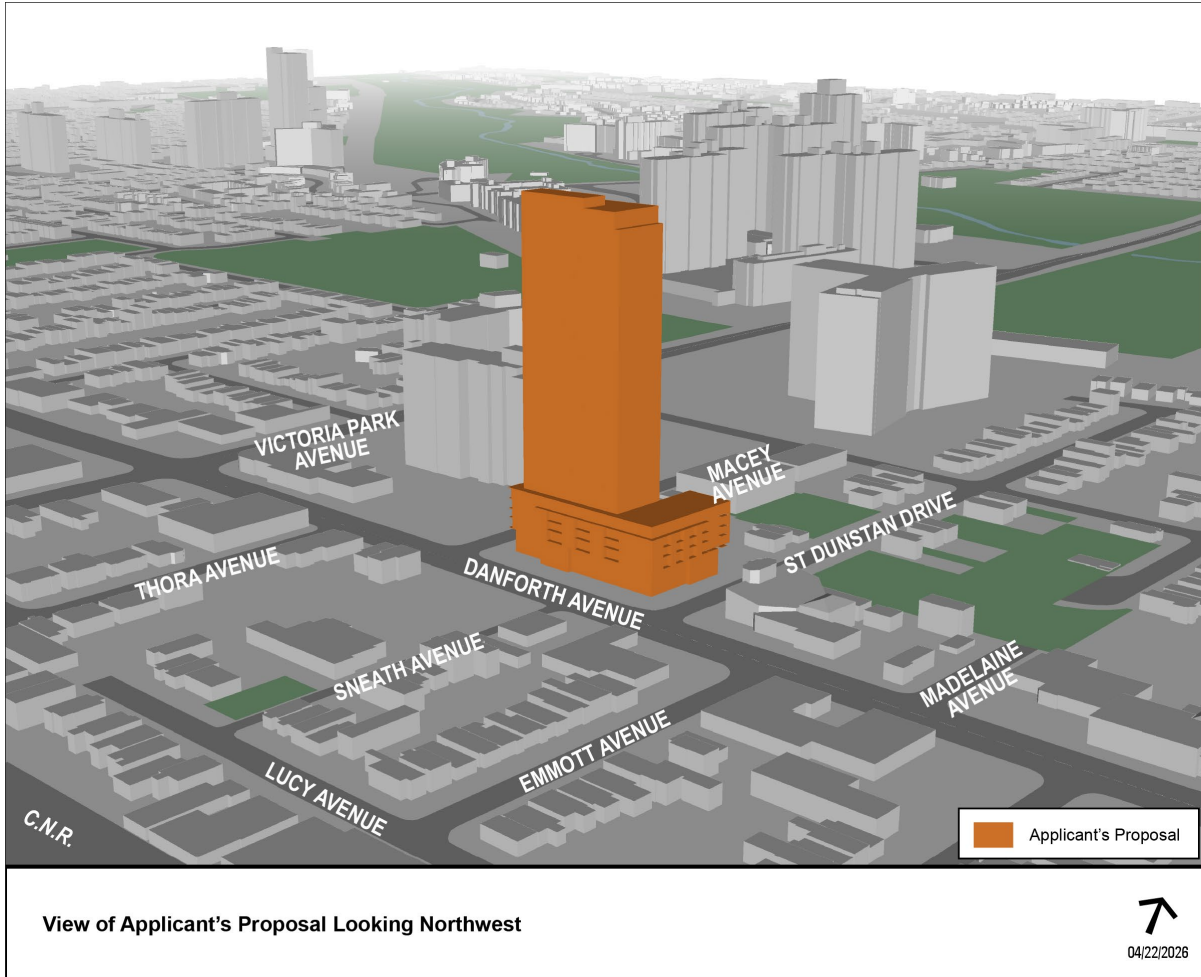 VICTORIA PARK
AVENUE
MACEY
AVENUE
ST DUNSTAN DRIVE
THORA AVENUE
DANFORTH AVENUE
SNEATH AVENUE
MADELAINE
AVENUE
EMMOTT AVENUE
LUCY AVENUE
C.N.R.
Applicant's Proposal
View of Applicant's Proposal Looking Northwest
04/22/2026